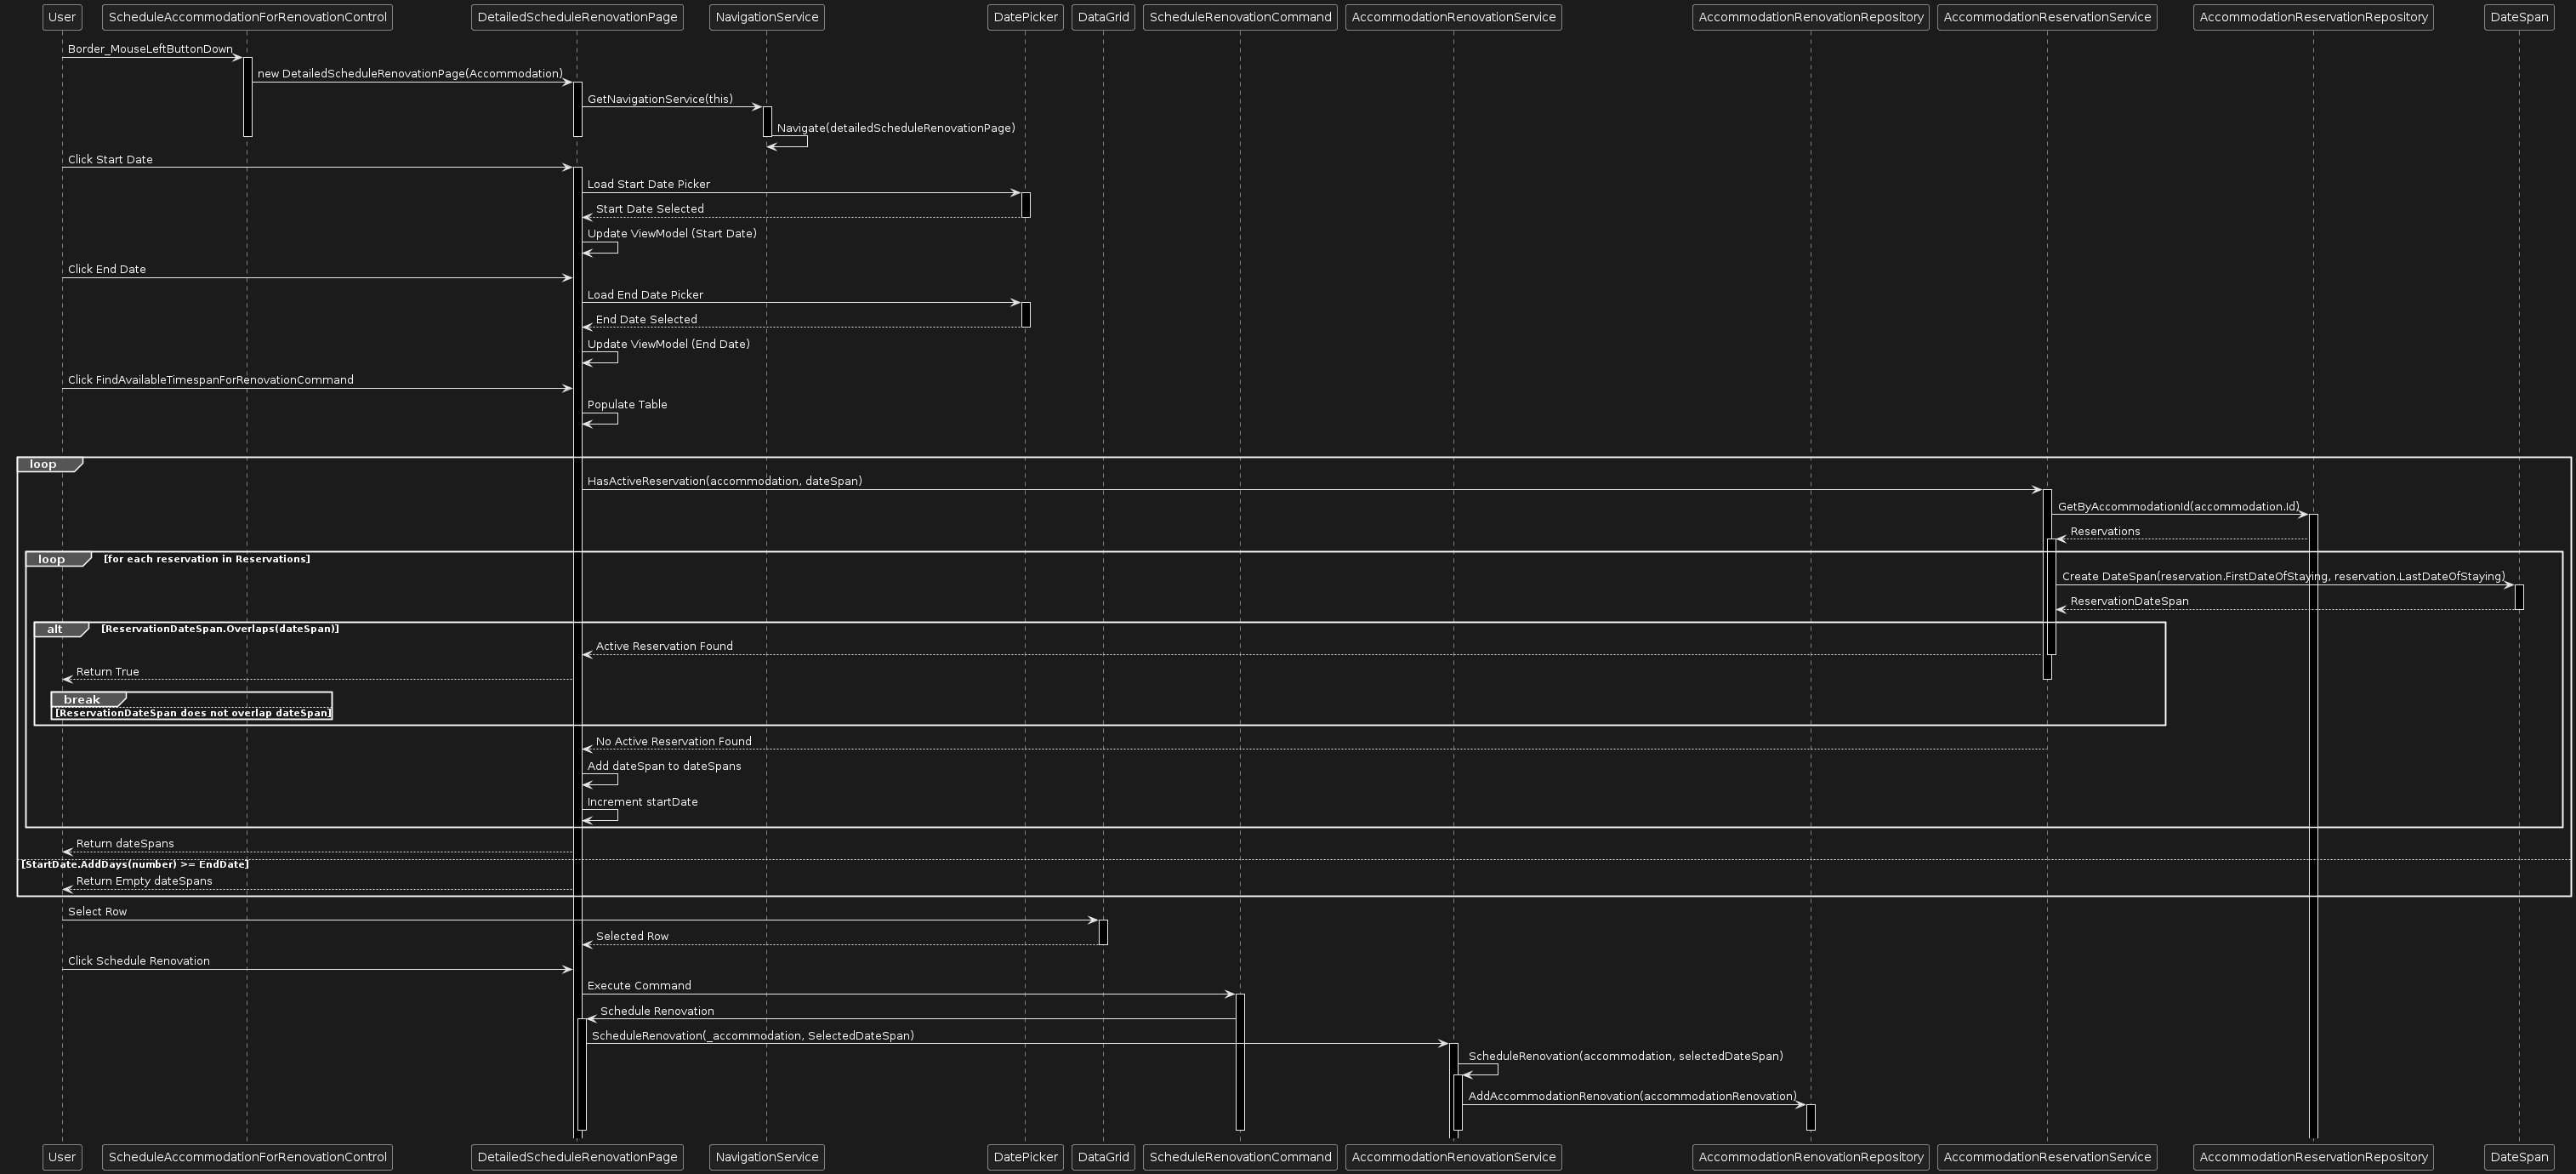 User
ScheduleAccommodationForRenovationControl
DetailedScheduleRenovationPage
NavigationService
DatePicker
DataGrid
ScheduleRenovationCommand
AccommodationRenovationService
AccommodationRenovationRepository
AccommodationReservationService
AccommodationReservationRepository
DateSpan
Border_MouseLeftButtonDown
new DetailedScheduleRenovationPage(Accommodation)
GetNavigationService(this)
Navigate(detailedScheduleRenovationPage)
Click Start Date
Load Start Date Picker
Start Date Selected
Update ViewModel (Start Date)
Click End Date
Load End Date Picker
End Date Selected
Update ViewModel (End Date)
Click FindAvailableTimespanForRenovationCommand
Populate Table
loop
HasActiveReservation(accommodation, dateSpan)
GetByAccommodationId(accommodation.Id)
Reservations
loop [for each reservation in Reservations]
Create DateSpan(reservation.FirstDateOfStaying, reservation.LastDateOfStaying)
ReservationDateSpan
alt [ReservationDateSpan.Overlaps(dateSpan)]
Active Reservation Found
Return True
break
[ReservationDateSpan does not overlap dateSpan]
No Active Reservation Found
Add dateSpan to dateSpans
Increment startDate
Return dateSpans
[StartDate.AddDays(number) >= EndDate]
Return Empty dateSpans
Select Row
Selected Row
Click Schedule Renovation
Execute Command
Schedule Renovation
ScheduleRenovation(_accommodation, SelectedDateSpan)
ScheduleRenovation(accommodation, selectedDateSpan)
AddAccommodationRenovation(accommodationRenovation)
User
ScheduleAccommodationForRenovationControl
DetailedScheduleRenovationPage
NavigationService
DatePicker
DataGrid
ScheduleRenovationCommand
AccommodationRenovationService
AccommodationRenovationRepository
AccommodationReservationService
AccommodationReservationRepository
DateSpan